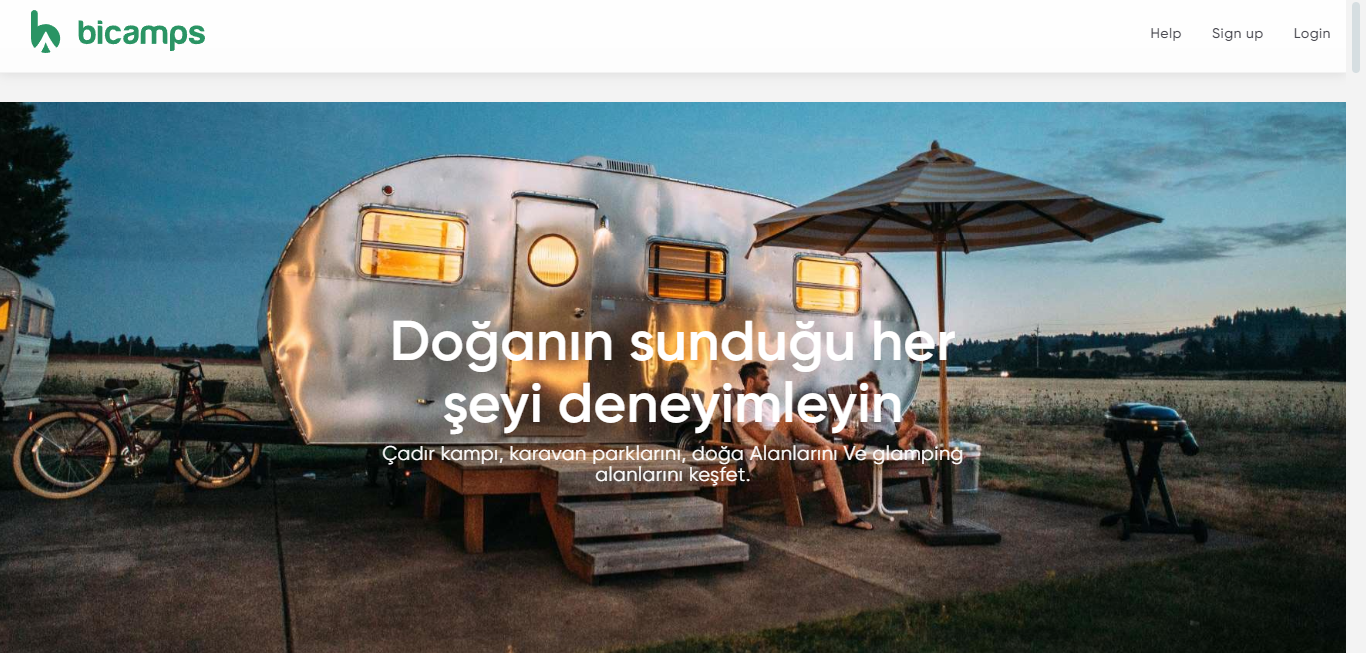 bicamps
Help
Sign up
Login
Doğanın sunduğu her
şeyi deneyimleyin
Çadır kampı, karavan parklarını, doğa Alanlarını Ve glamping
alanlarını keşfet.